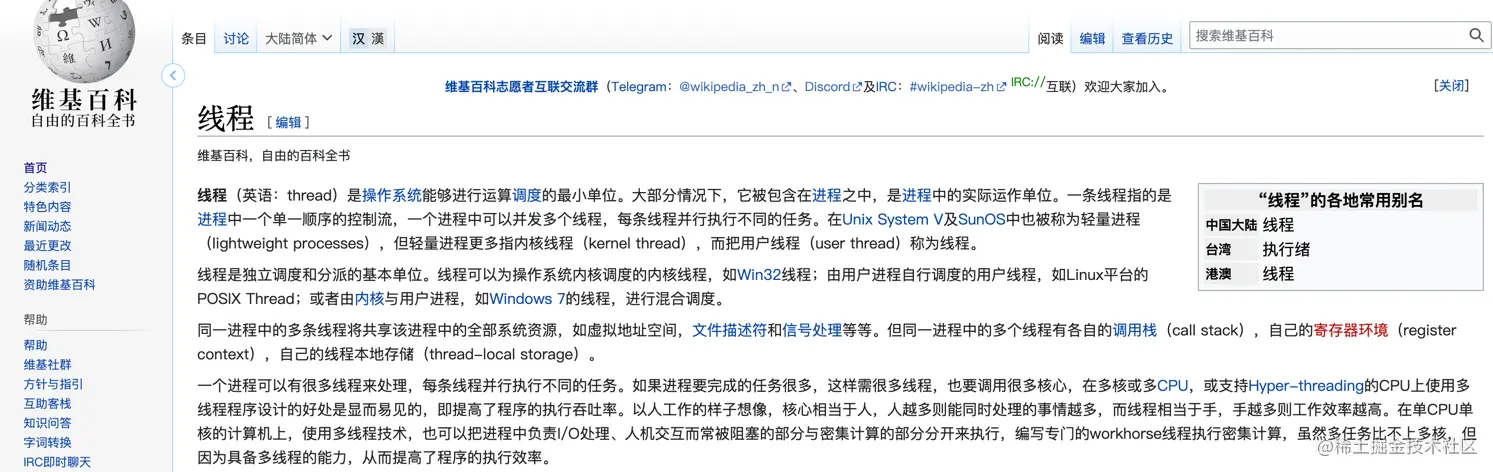 维基百科
自由的百科全书
首页
分类索引
特色内容
新闻动态
最近更改
随机条目
资助维基百科
帮助
帮助
维基社群
方针与指引
互助客栈
知识问答
字词转换
IRC即时聊天
条目 讨论 大陆简体 汉 漢 阅读 编辑 查看历史 搜索维基百科
维基百科志愿者互联交流群（Telegram：@wikipedia_zh_n、Discord及IRC：#wikipedia-zh IRC://互联）欢迎大家加入。 [关闭]
线程 [编辑]
维基百科，自由的百科全书
线程（英语：thread）是操作系统能够进行运算调度的最小单位。大部分情况下，它被包含在进程之中，是进程中的实际运作单位。一条线程指的是
进程中一个单一顺序的控制流，一个进程中可以并发多个线程，每条线程并行执行不同的任务。在Unix System V及SunOS中也被称为轻量进程
（lightweight processes），但轻量进程更多指内核线程（kernel thread），而把用户线程（user thread）称为线程。
线程是独立调度和分派的基本单位。线程可以为操作系统内核调度的内核线程，如Win32线程；由用户进程自行调度的用户线程，如Linux平台的
POSIX Thread；或者由内核与用户进程，如Windows 7的线程，进行混合调度。
“线程”的各地常用别名
中国大陆 线程
台湾 执行绪
港澳 线程
同一进程中的多条线程将共享该进程中的全部系统资源，如虚拟地址空间，文件描述符和信号处理等等。但同一进程中的多个线程有各自的调用栈（call stack），自己的寄存器环境（register
context），自己的线程本地存储（thread-local storage）。
一个进程可以有很多线程来处理，每条线程并行执行不同的任务。如果进程要完成的任务很多，这样需很多线程，也要调用很多核心，在多核或多CPU，或支持Hyper-threading的CPU上使用多
线程程序设计的好处是显而易见的，即提高了程序的执行吞吐率。以人工作的样子想像，核心相当于人，人越多则能同时处理的事情越多，而线程相当于手，手越多则工作效率越高。在单CPU单
核的计算机上，使用多线程技术，也可以把进程中负责I/O处理、人机交互而常被阻塞的部分与密集计算的部分分开来执行，编写专门的workhorse线程执行密集计算，虽然多任务比不上多核，但
因为具备多线程的能力，从而提高了程序的执行效率。
@稀土掘金技术社区